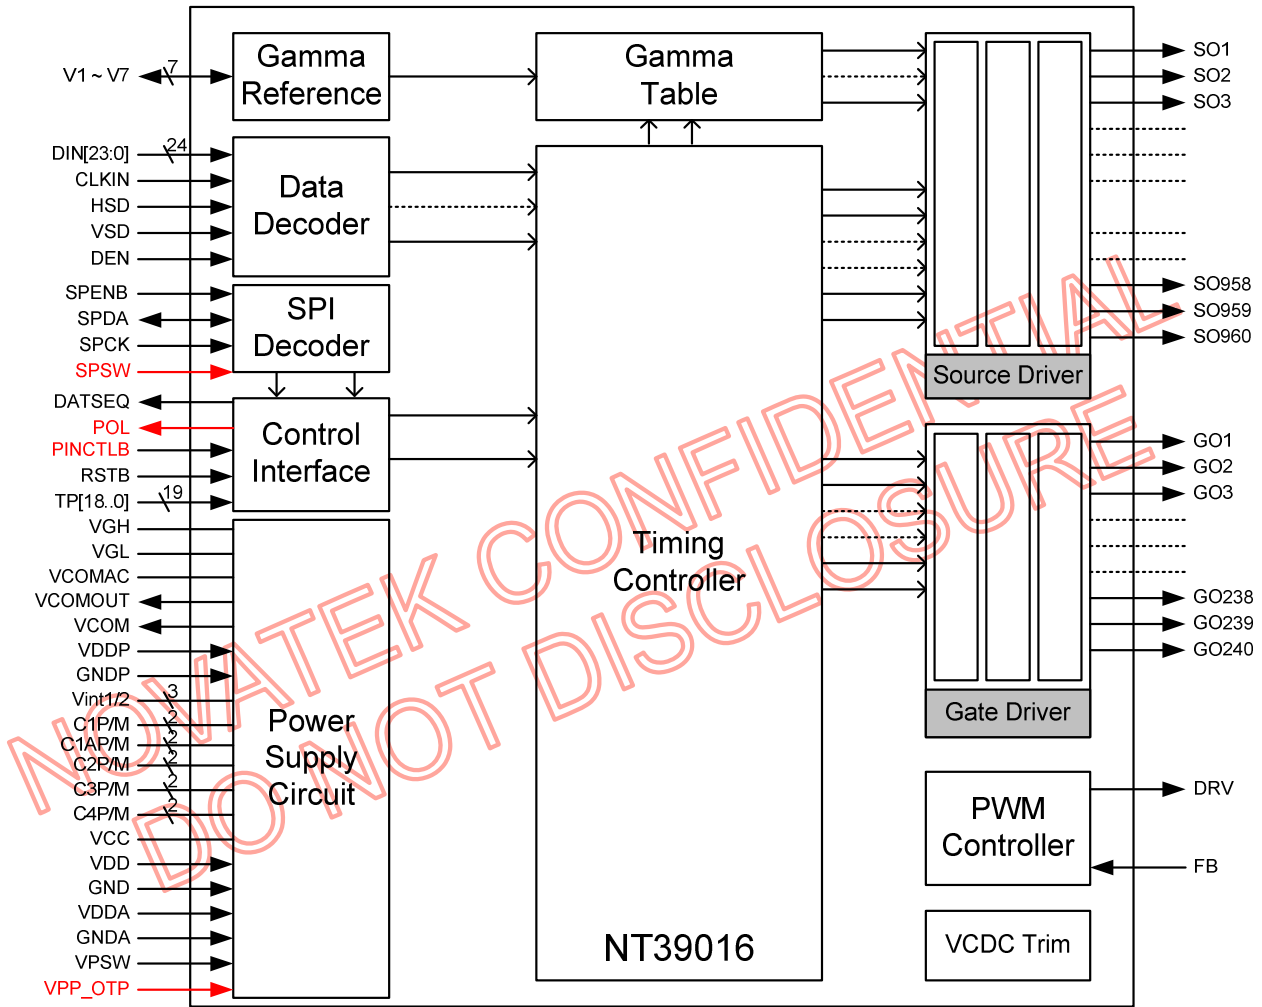 V1 ~ V7
7
DIN[23:0]
24
CLKIN
HSD
VSD
DEN
SPENB
SPDA
SPCK
SPSW
DATSEQ
POL
PINCTLB
RSTB
TP[18..0]
19
VGH
VGL
VCOMAC
VCOMOUT
VCOM
VDDP
GNDP
Vint1/2
3
C1P/M
2
C1AP/M
2
C2P/M
2
C3P/M
2
C4P/M
2
VCC
VDD
GND
VDDA
GNDA
VPSW
VPP_OTP
Gamma
Reference
Data
Decoder
SPI
Decoder
Control
Interface
Power
Supply
Circuit
Gamma
Table
Timing
Controller
NT39016
Source Driver
Gate Driver
PWM
Controller
VCDC Trim
SO1
SO2
SO3
SO958
SO959
SO960
GO1
GO2
GO3
GO238
GO239
GO240
DRV
FB
NOVATEK CONFIDENTIAL
DO NOT DISCLOSURE